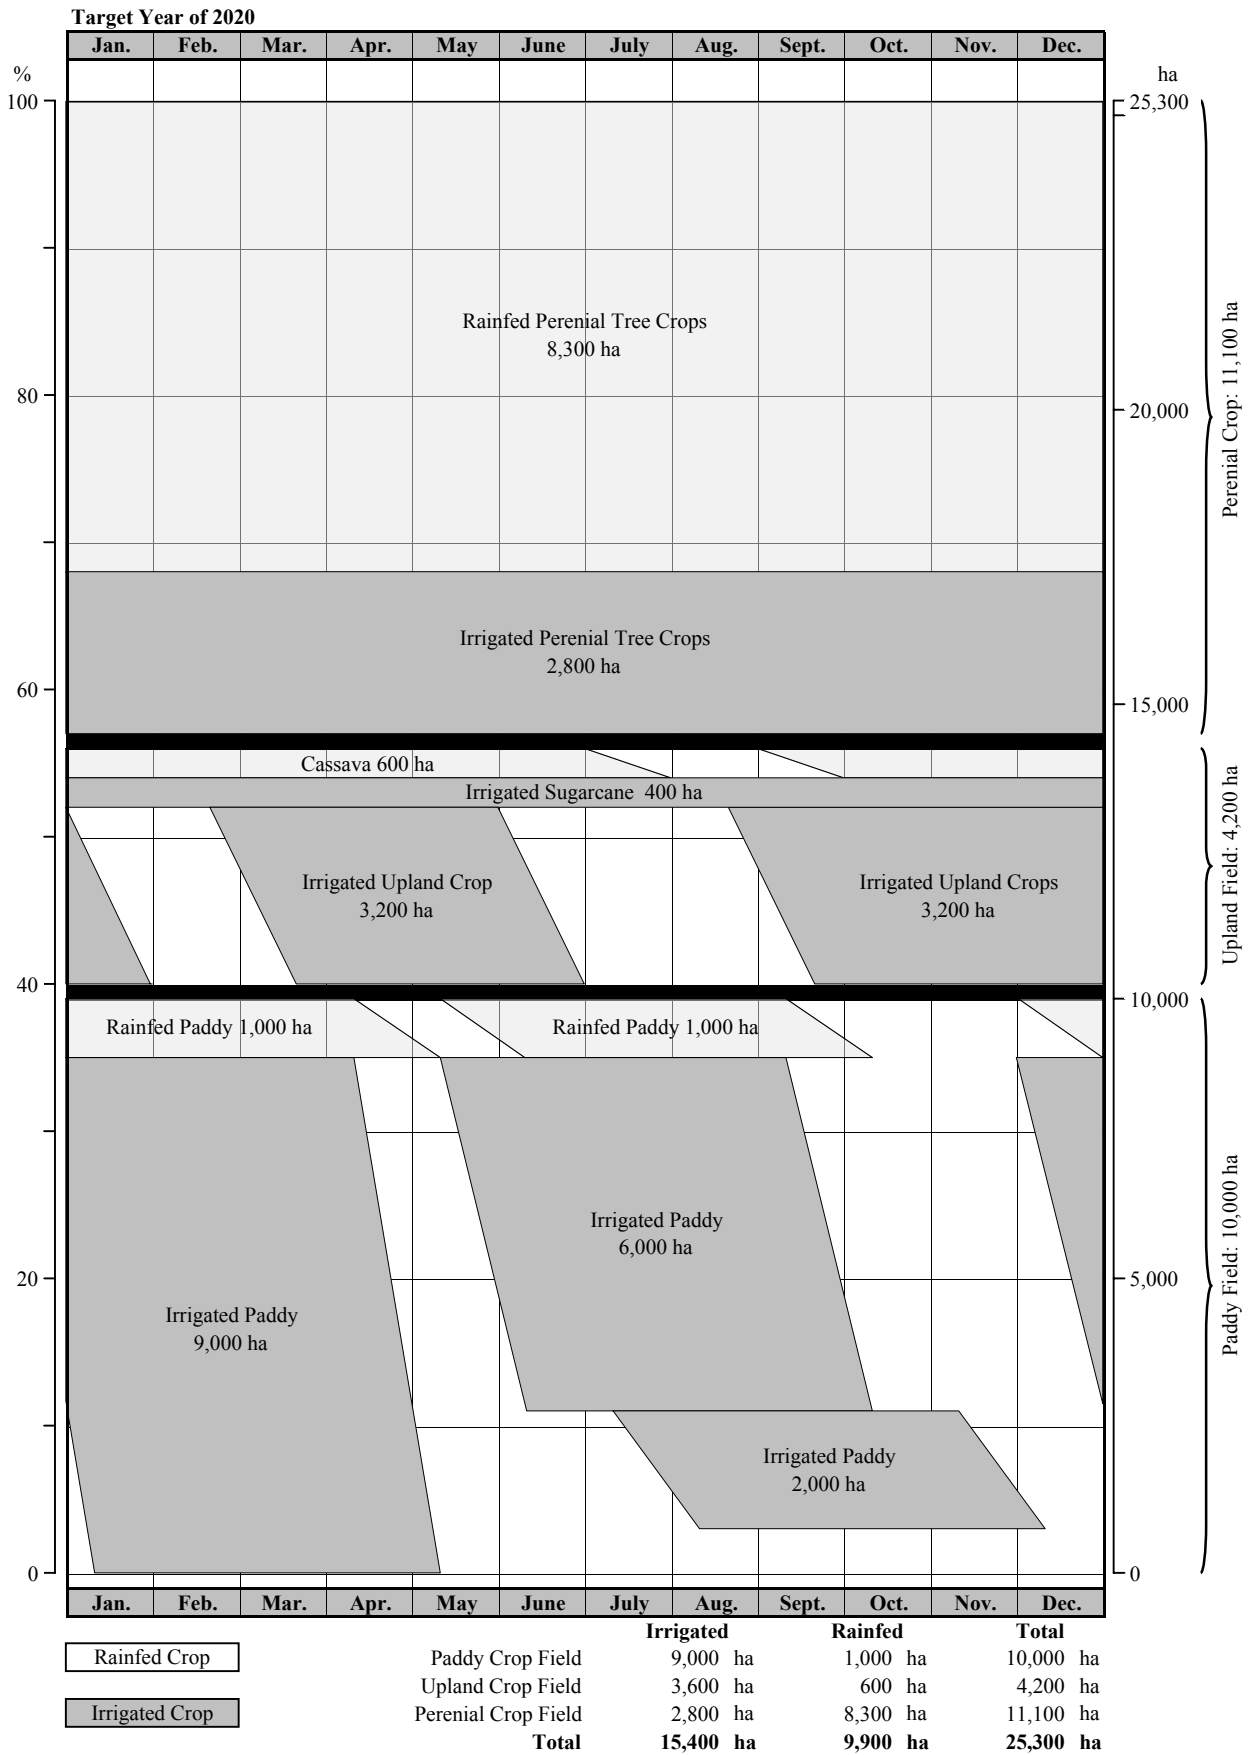 Target Year of 2020
Jan. Feb. Mar. Apr. May June July Aug. Sept. Oct. Nov. Dec.
% ha
100 25,300
Rainfed Perenial Tree Crops
8,300 ha
80 20,000
Perenial Crop: 11,100 ha
Irrigated Perenial Tree Crops
2,800 ha
60 15,000
Cassava 600 ha
Irrigated Sugarcane 400 ha
Irrigated Upland Crop Irrigated Upland Crops
3,200 ha 3,200 ha
Upland Field: 4,200 ha
40 10,000
Rainfed Paddy 1,000 ha Rainfed Paddy 1,000 ha
Irrigated Paddy
6,000 ha
20 5,000
Paddy Field: 10,000 ha
Irrigated Paddy
9,000 ha
Irrigated Paddy
2,000 ha
0 0
Jan. Feb. Mar. Apr. May June July Aug. Sept. Oct. Nov. Dec.
Irrigated Rainfed Total
Rainfed Crop Paddy Crop Field 9,000 ha 1,000 ha 10,000 ha
Upland Crop Field 3,600 ha 600 ha 4,200 ha
Irrigated Crop Perenial Crop Field 2,800 ha 8,300 ha 11,100 ha
Total 15,400 ha 9,900 ha 25,300 ha